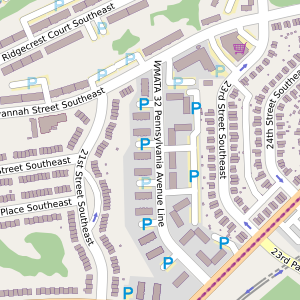 Ridgecrest Court Southeast
P
P
P
P
P
P
WMATA 32 Pennsylvania Avenue Line
23rd Street Southeast
24th Street Southeast
annah Street Southeast
21st Street Southeast
Street Southeast
Place Southeast
P
P
P
P
P
P
23rd Pa